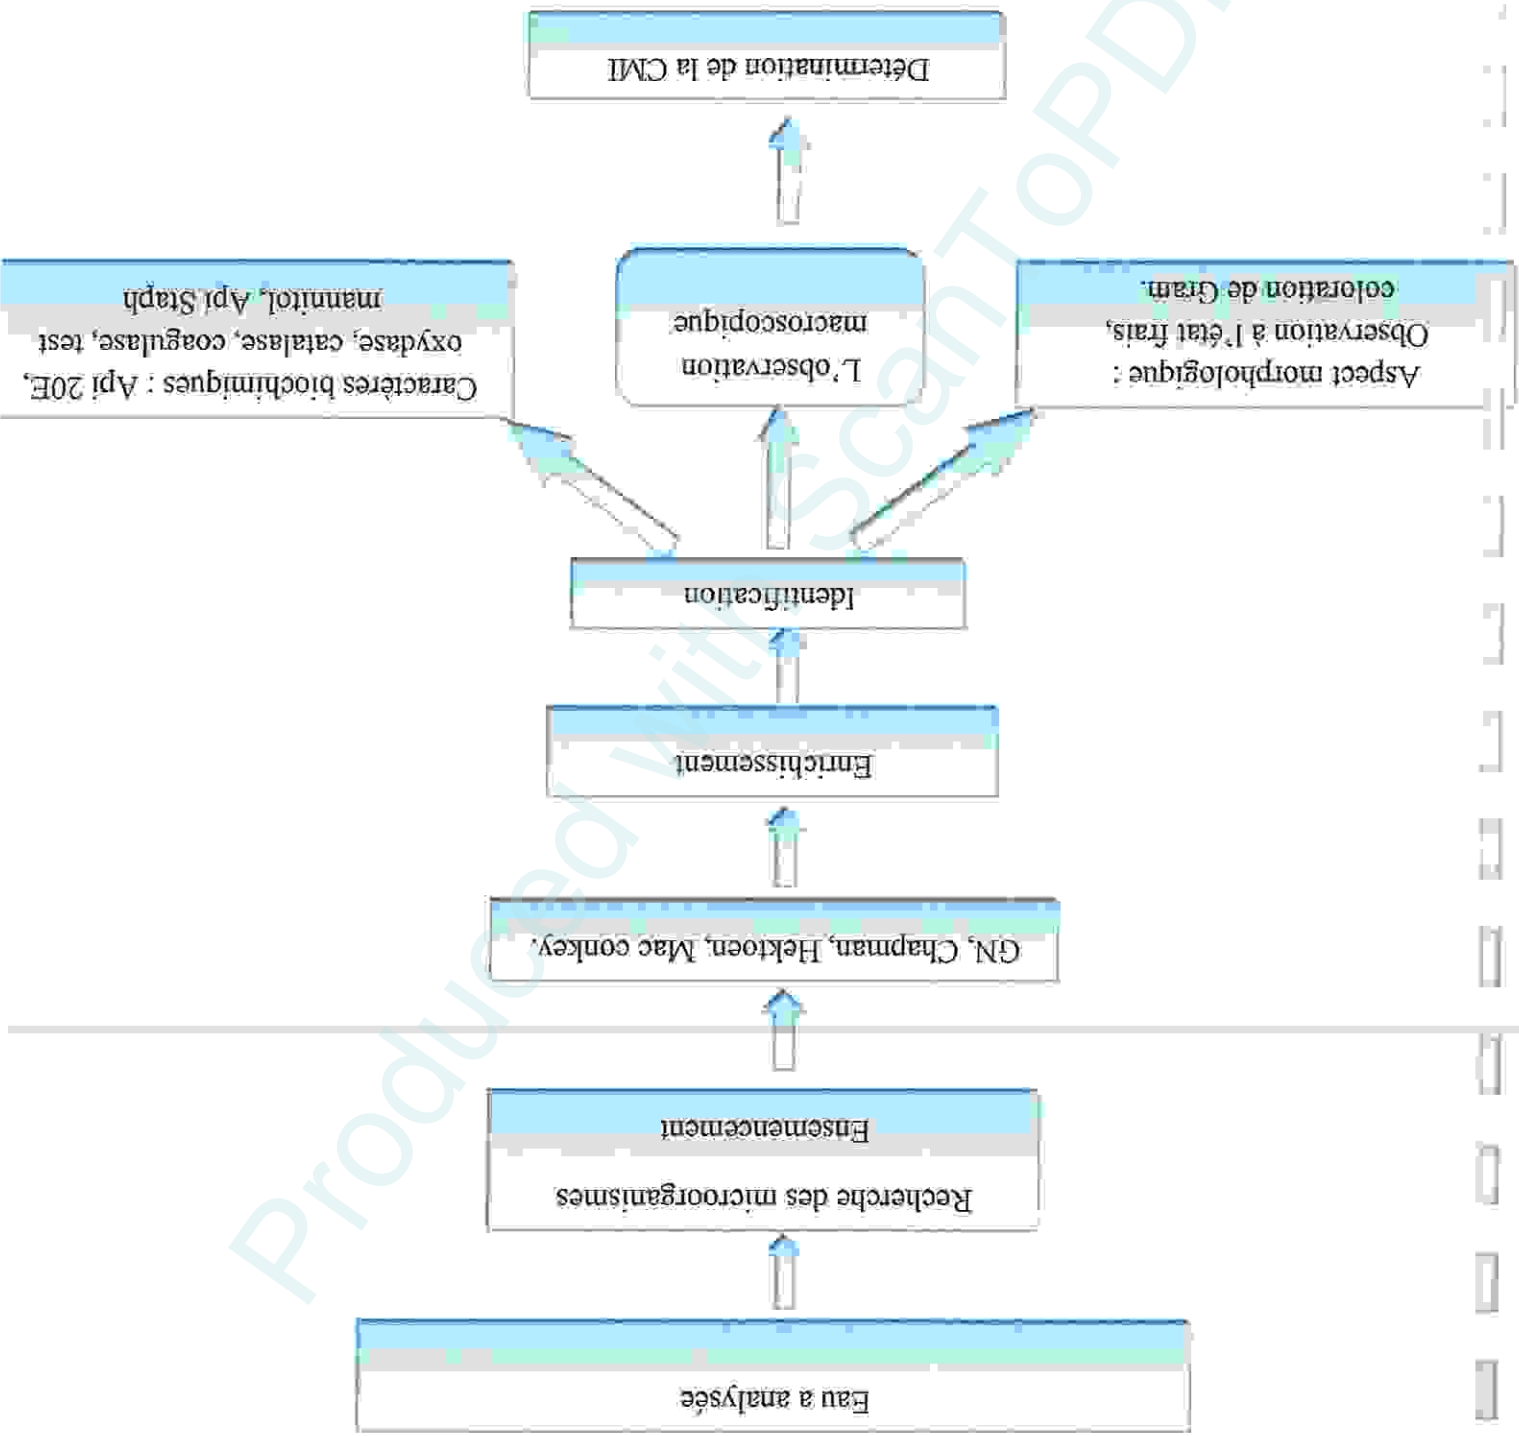 Eau a analysée
Recherche des microorganismes
Ensemencement
GN, Chapman, Hektoen, Mac conkey.
Enrichissement
Identification
Aspect morphologique :
Observation à l'état frais,
coloration de Gram.
L'observation
macroscopique
Caractères biochimiques : Api 20E,
oxydase, catalase, coagulase, test
mannitol, Api Staph
Détermination de la CMI
Produced with ScanToPD